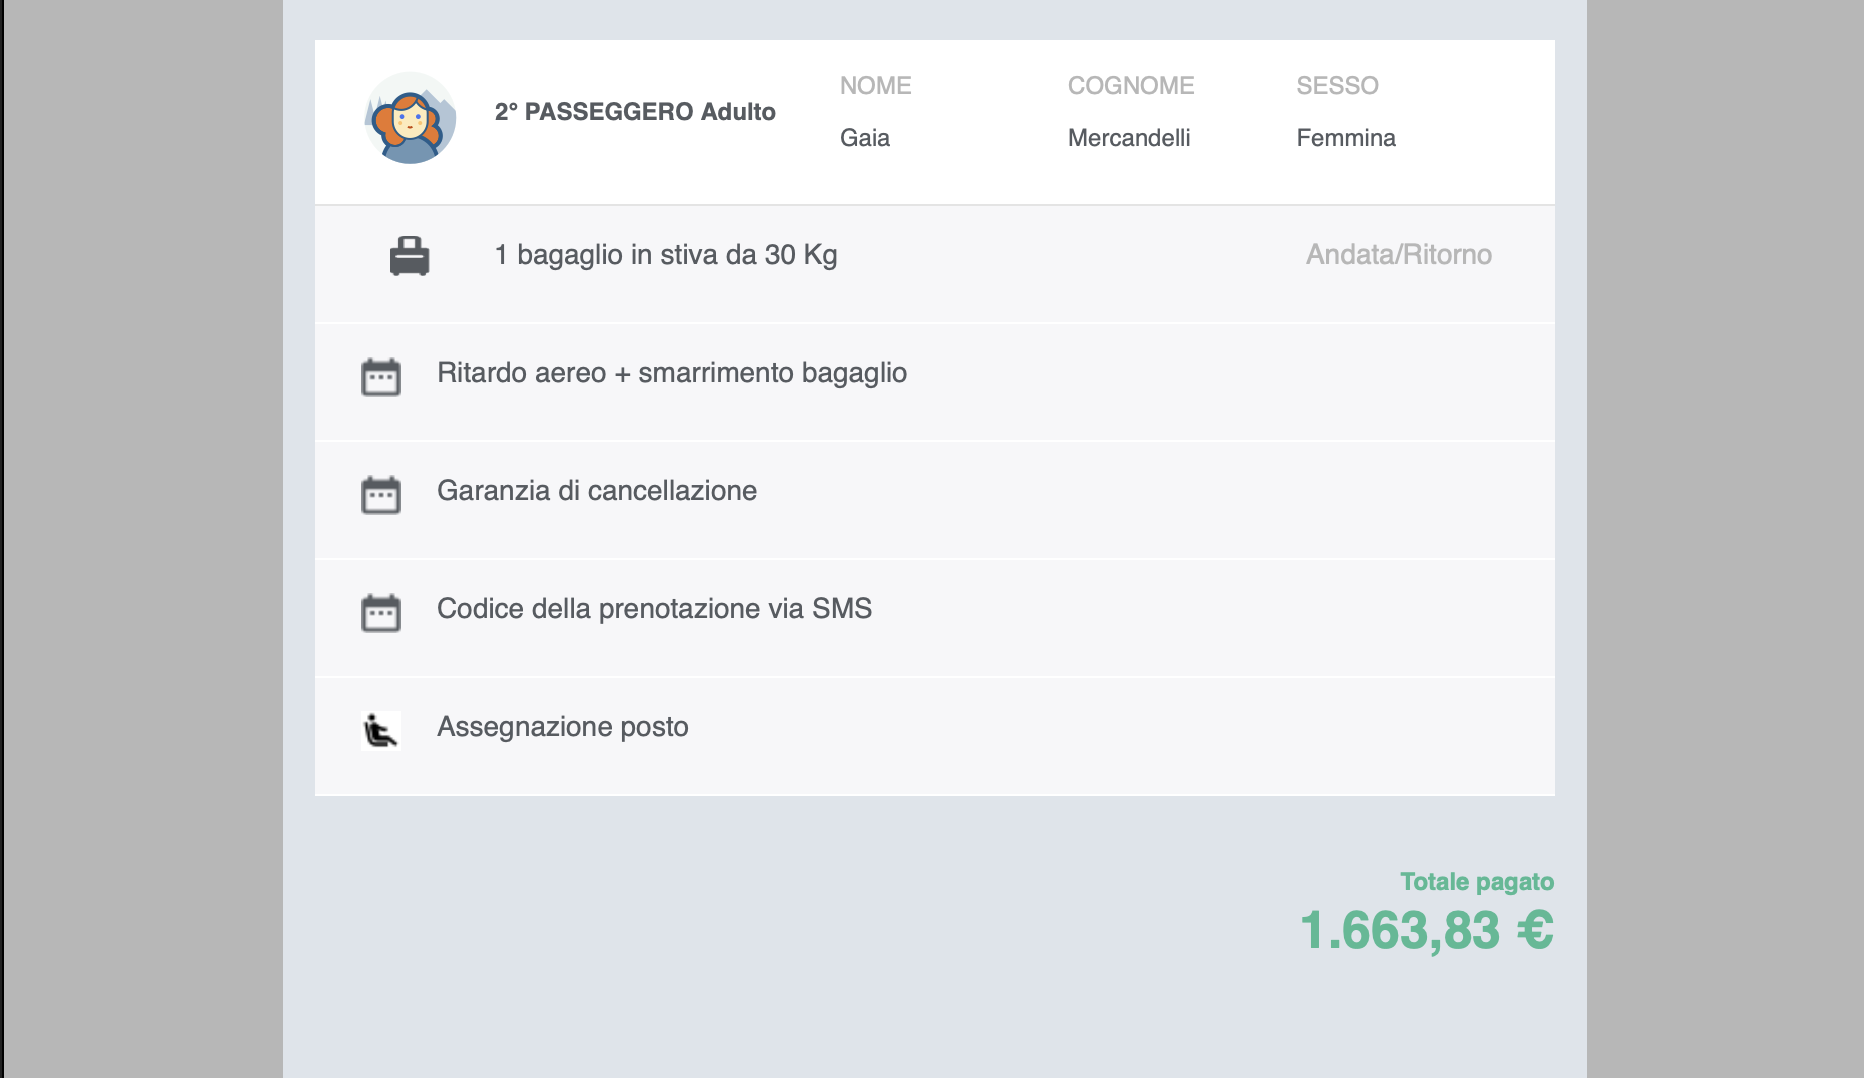 2° PASSEGGERO Adulto
NOME COGNOME SESSO
Gaia Mercandelli Femmina
1 bagaglio in stiva da 30 Kg Andata/Ritorno
Ritardo aereo + smarrimento bagaglio
Garanzia di cancellazione
Codice della prenotazione via SMS
Assegnazione posto
Totale pagato
1.663,83 €